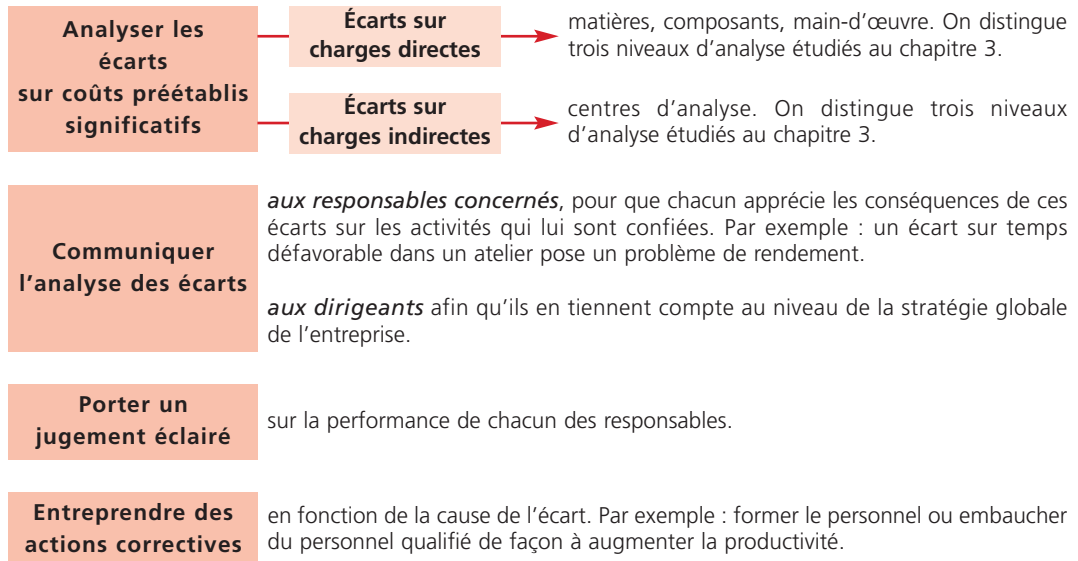 Analyser les
écarts
sur coûts préétablis
significatifs
Écarts sur
charges directes
matières, composants, main-d'œuvre. On distingue
trois niveaux d'analyse étudiés au chapitre 3.
Écarts sur
charges indirectes
centres d'analyse. On distingue trois niveaux
d'analyse étudiés au chapitre 3.
Communiquer
l'analyse des écarts
aux responsables concernés, pour que chacun apprécie les conséquences de ces
écarts sur les activités qui lui sont confiées. Par exemple : un écart sur temps
défavorable dans un atelier pose un problème de rendement.
aux dirigeants afin qu'ils en tiennent compte au niveau de la stratégie globale
de l'entreprise.
Porter un
jugement éclairé
sur la performance de chacun des responsables.
Entreprendre des
actions correctives
en fonction de la cause de l'écart. Par exemple : former le personnel ou embaucher
du personnel qualifié de façon à augmenter la productivité.